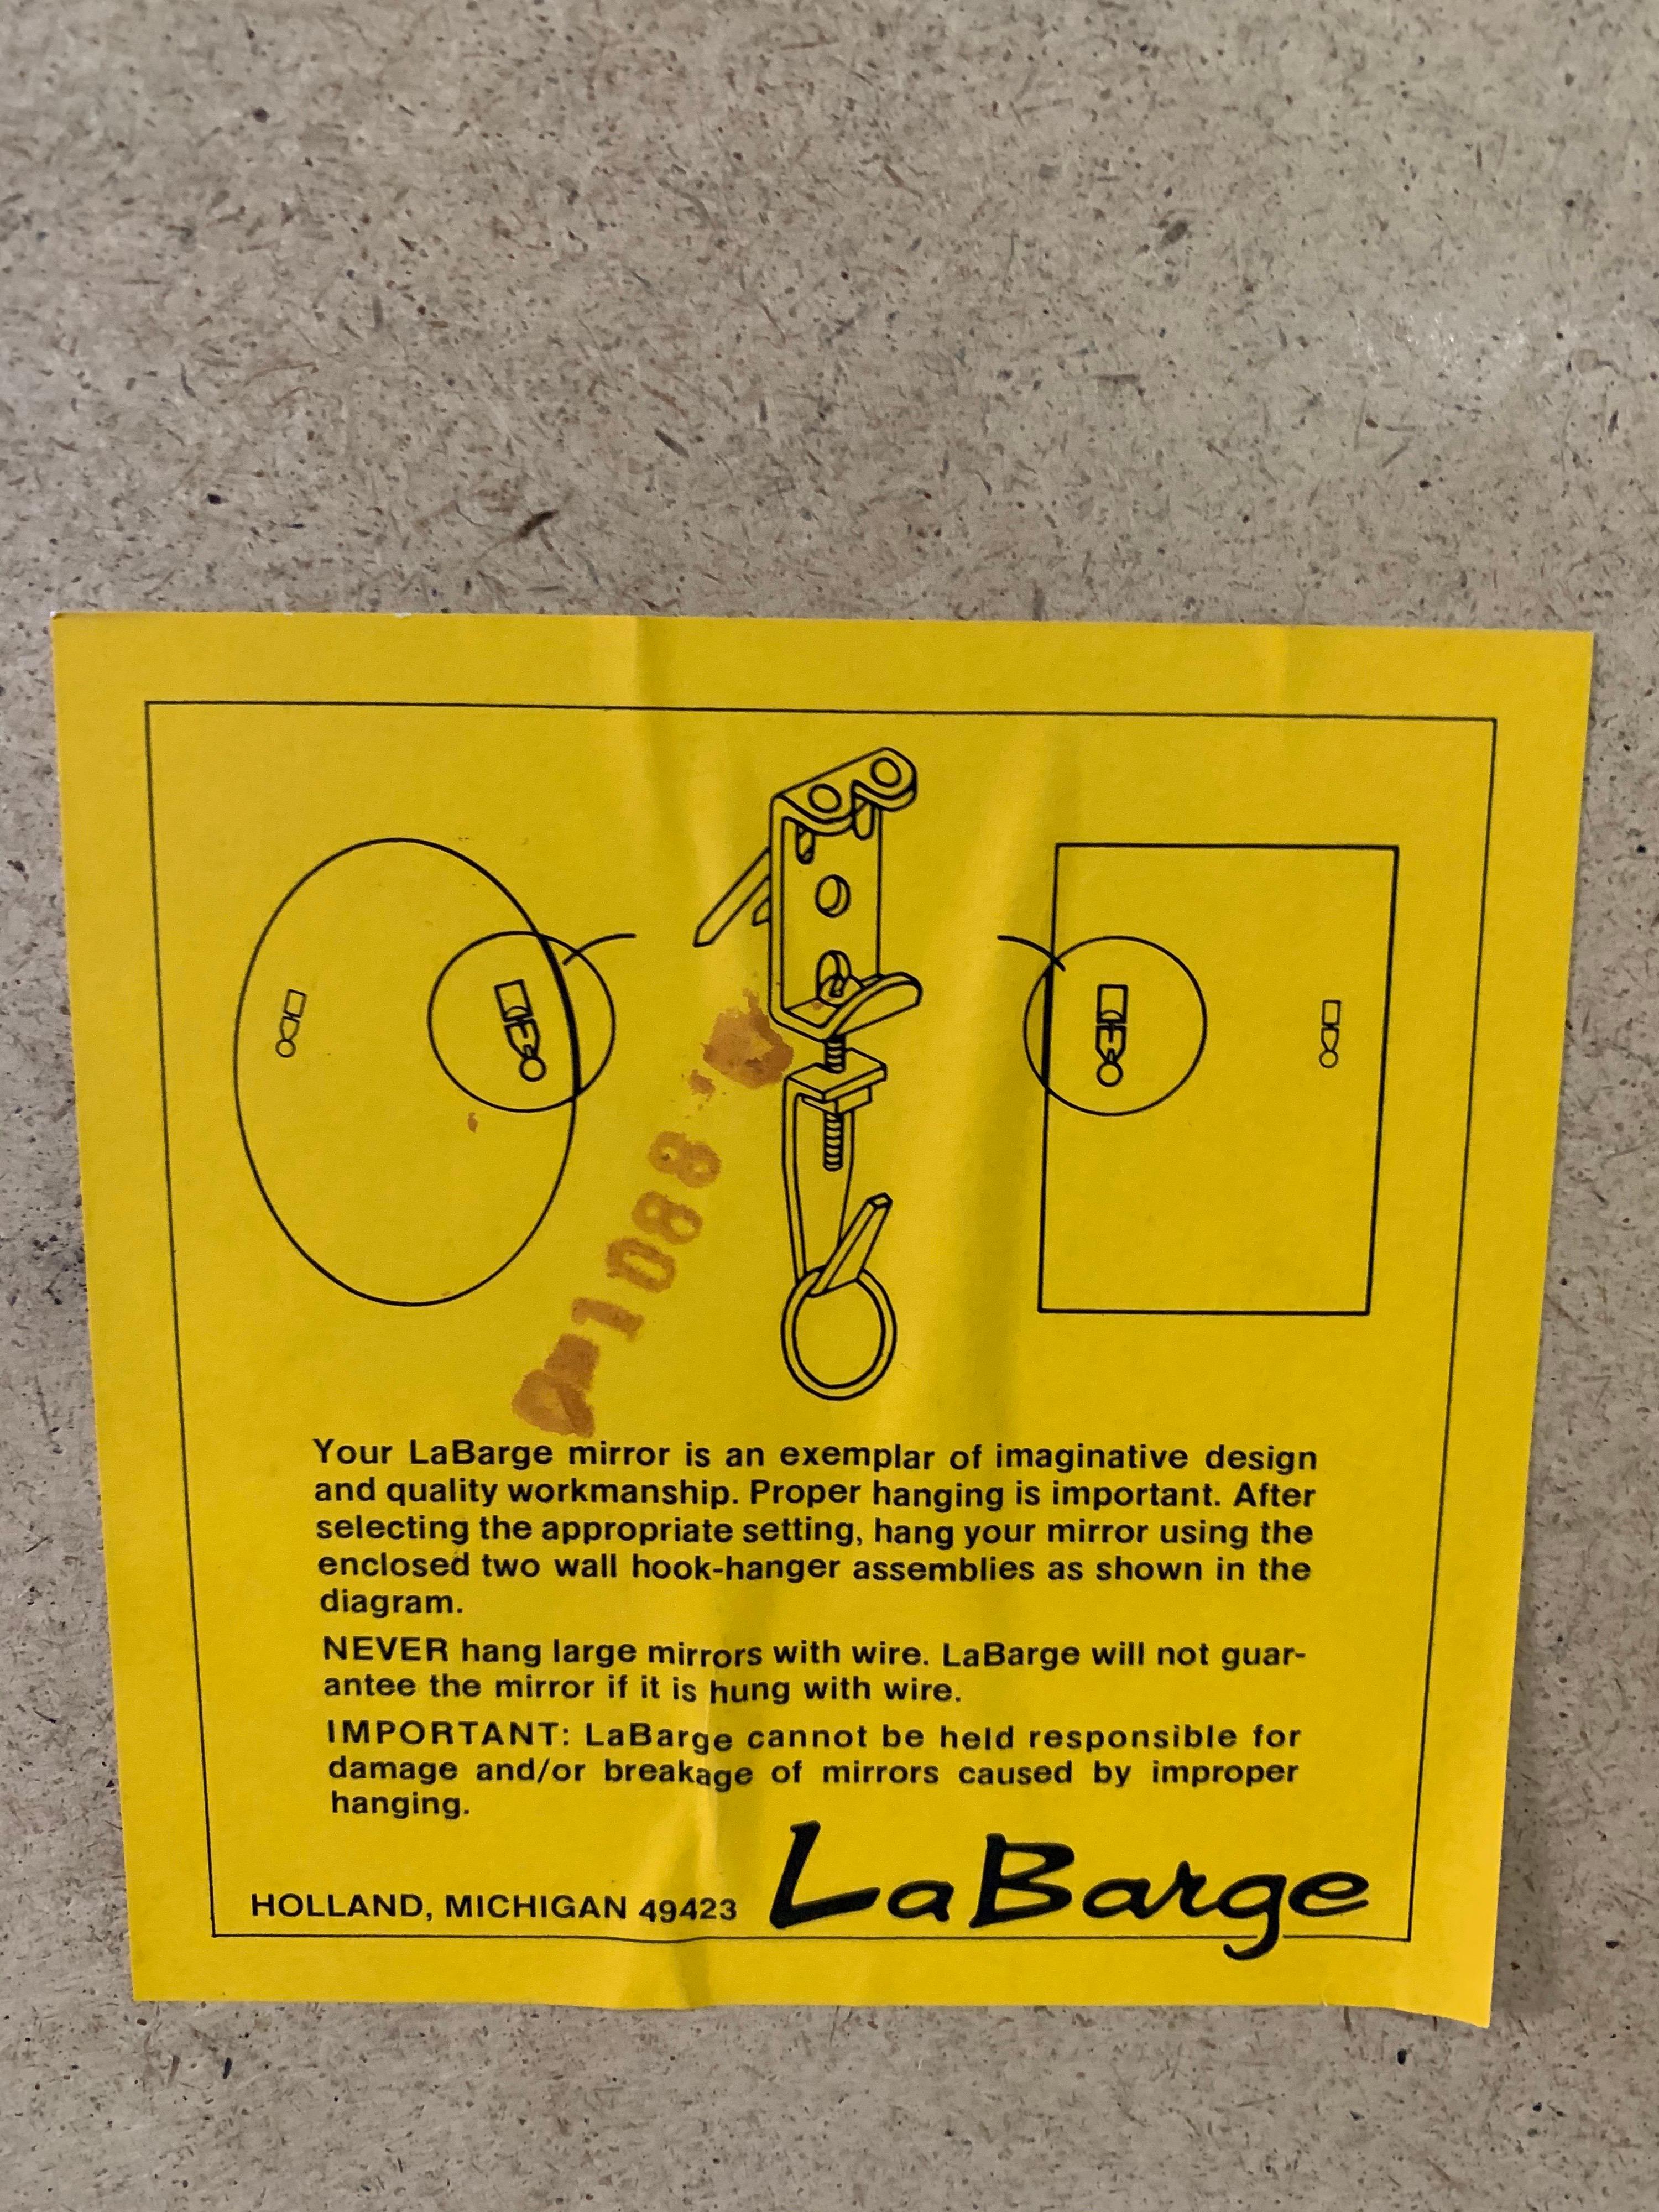 1088
Your LaBarge mirror is an exemplar of imaginative design
and quality workmanship. Proper hanging is important. After
selecting the appropriate setting, hang your mirror using the
enclosed two wall hook-hanger assemblies as shown in the
diagram.
NEVER hang large mirrors with wire. LaBarge will not guar-
antee the mirror if it is hung with wire.
IMPORTANT: LaBarge cannot be held responsible for
damage and/or breakage of mirrors caused by improper
hanging.
HOLLAND, MICHIGAN 49423 LaBarge